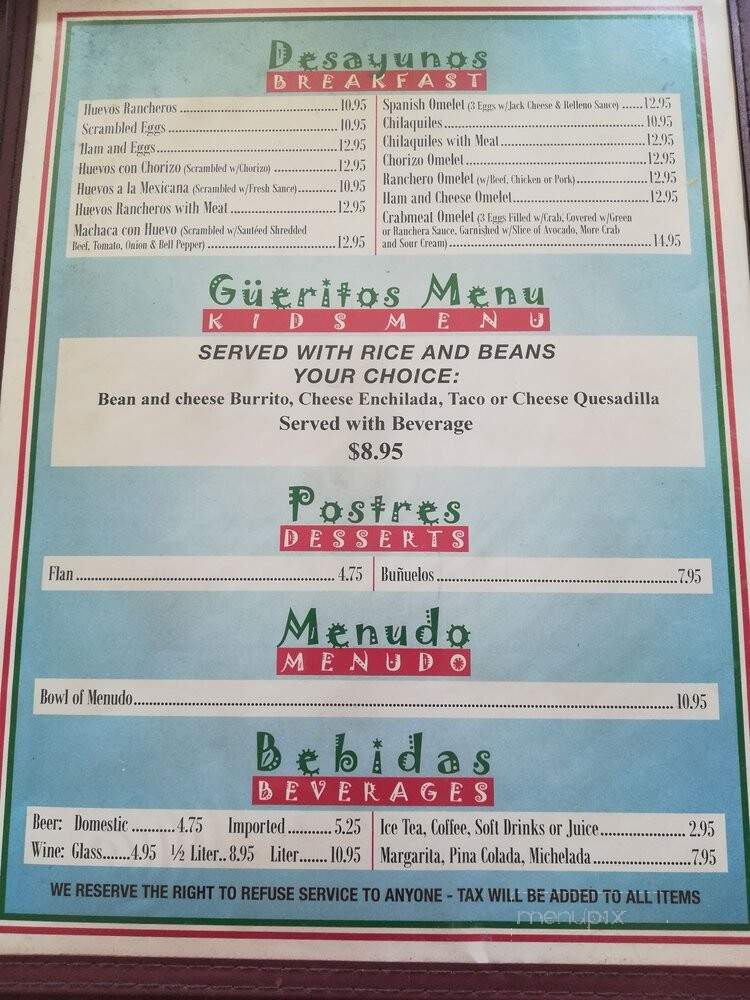 Desayunos
BREAKFAST
Huevos Rancheros ..................................... 10.95
Scrambled Eggs ........................................ 10.95
Ham and Eggs........................................... 12.95
Huevos con Chorizo (Scrambled w/Chorizo) ............... 12.95
Huevos a la Mexicana (Scrambled w/Fresh Sauce)......... 10.95
Huevos Rancheros with Meat ........................... 12.95
Machaca con Huevo (Scrambled w/Sautéed Shredded
Beef, Tomato, Onion & Bell Pepper) ............................ 12.95
Spanish Omelet (3 Eggs w/Jack Cheese & Relleno Sauce) ...... 12.95
Chilaquiles................................................ 10.95
Chilaquiles with Meat................................... 12.95
Chorizo Omelet........................................... 12.95
Ranchero Omelet (w/Beef, Chicken or Pork)................. 12.95
Ham and Cheese Omelet................................. 12.95
Crabmeat Omelet (3 Eggs Filled w/Crab, Covered w/Green
or Ranchera Sauce, Garnished w/Slice of Avocado, More Crab
and Sour Cream)............................................ 14.95
Güeritos Menu
KIDS MENU
SERVED WITH RICE AND BEANS
YOUR CHOICE:
Bean and cheese Burrito, Cheese Enchilada, Taco or Cheese Quesadilla
Served with Beverage
$8.95
Postres
DESSERTS
Flan ................................................ 4.75
Buñuelos ............................................. 7.95
Menudo
MENUDO
Bowl of Menudo................................................ 10.95
Bebidas
BEVERAGES
Beer: Domestic ........... 4.75 Imported ........... 5.25
Wine: Glass....... 4.95 ½ Liter.. 8.95 Liter....... 10.95
Ice Tea, Coffee, Soft Drinks or Juice..................... 2.95
Margarita, Pina Colada, Michelada ........................ 7.95
WE RESERVE THE RIGHT TO REFUSE SERVICE TO ANYONE - TAX WILL BE ADDED TO ALL ITEMS
menupix